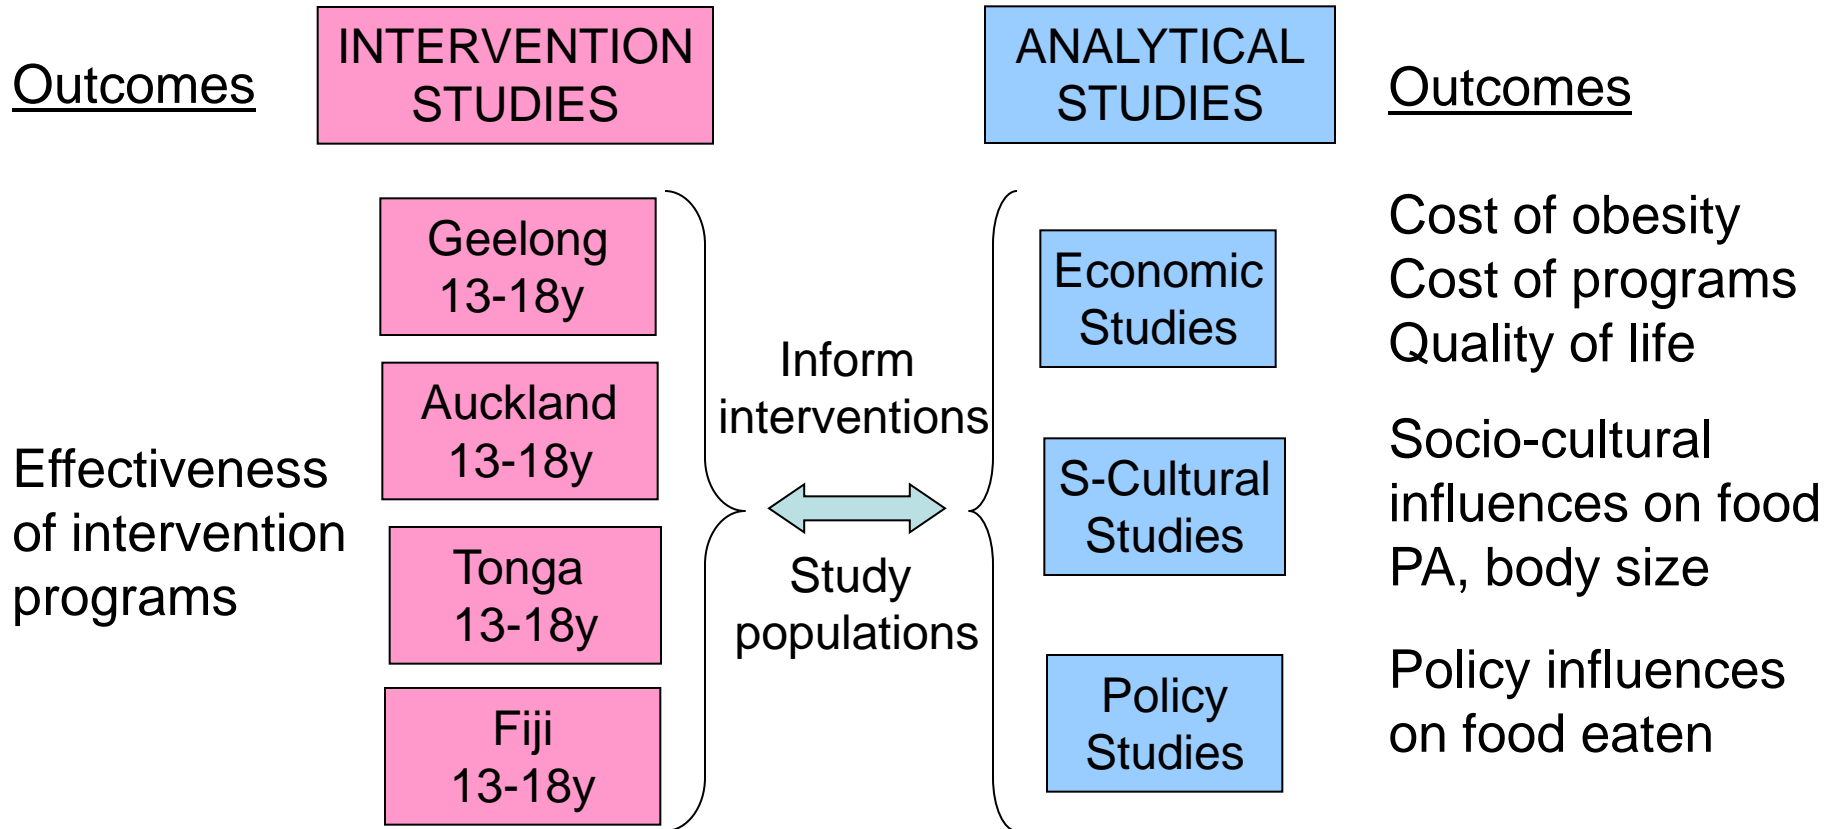 Outcomes
INTERVENTION
STUDIES
ANALYTICAL
STUDIES
Outcomes
Effectiveness
of intervention
programs
Geelong
13-18y
Auckland
13-18y
Tonga
13-18y
Fiji
13-18y
Inform
interventions
Study
populations
Economic
Studies
S-Cultural
Studies
Policy
Studies
Cost of obesity
Cost of programs
Quality of life
Socio-cultural
influences on food
PA, body size
Policy influences
on food eaten